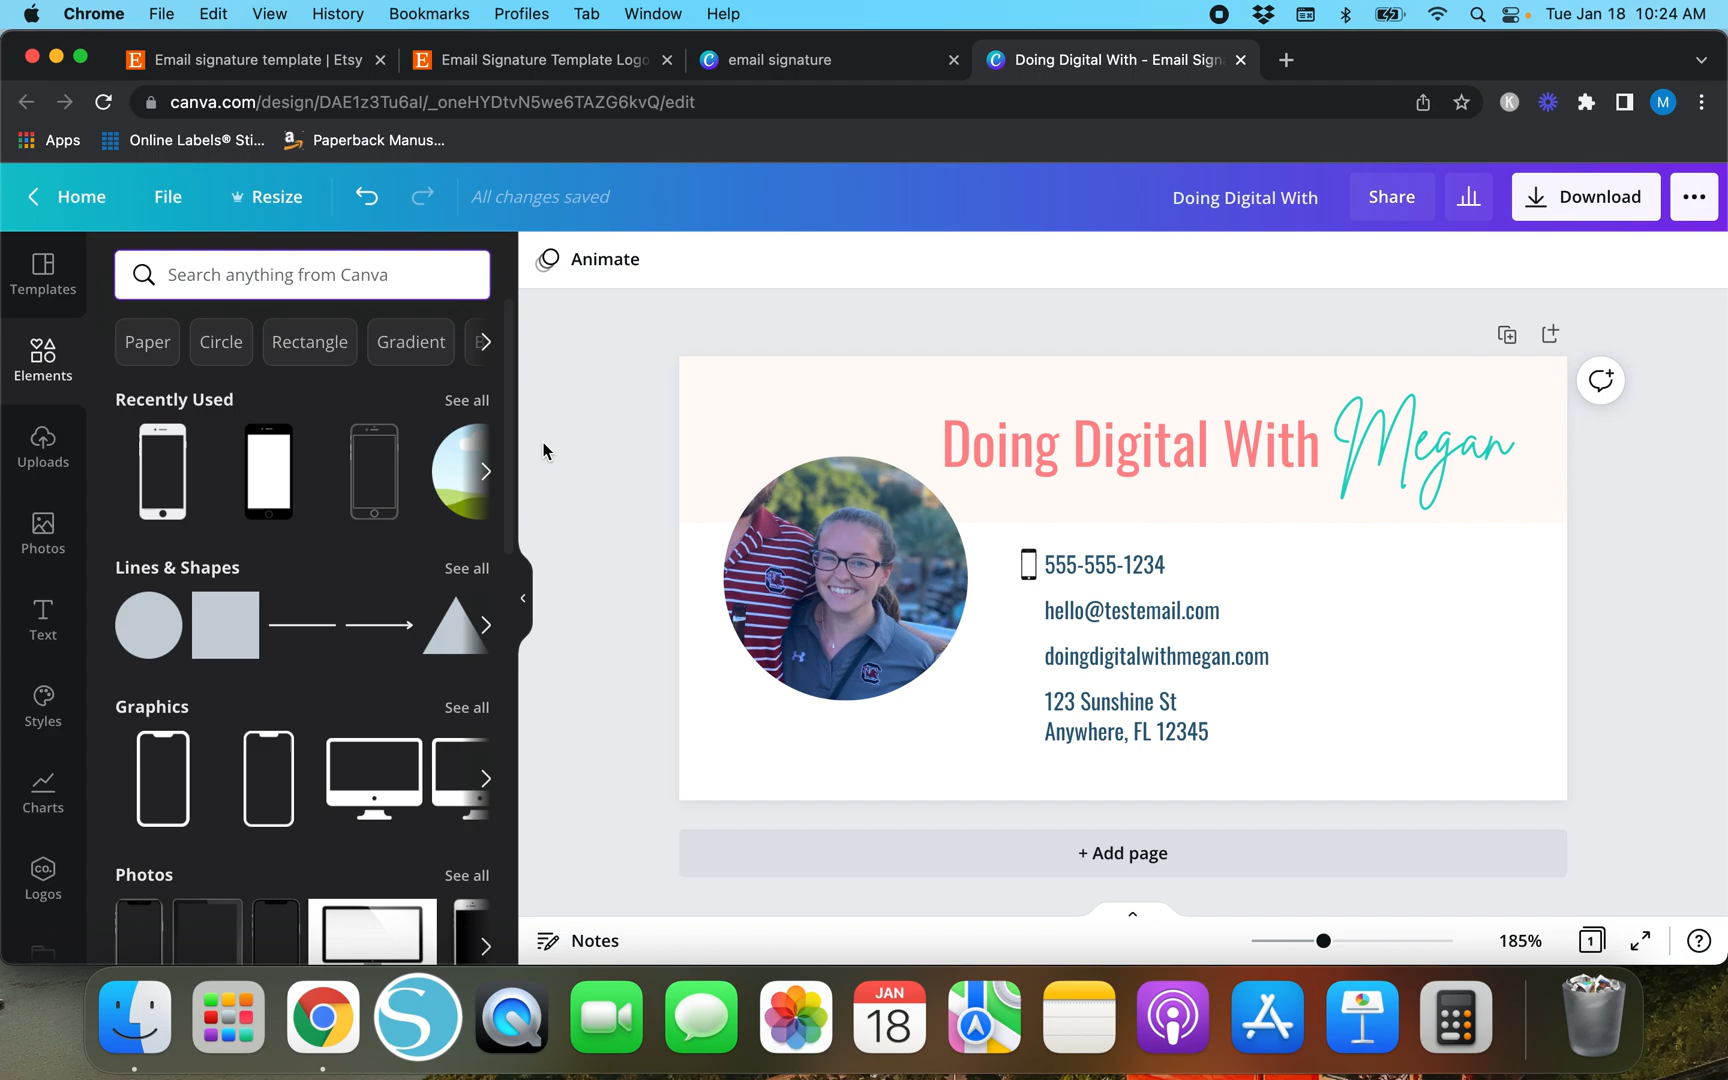 Chrome File Edit View History Bookmarks Profiles Tab Window Help Tue Jan 18 10:24 AM
Email signature template | Etsy
Email Signature Template Logo
email signature
Doing Digital With - Email Sign
canva.com/design/DAE1z3Tu6aI/_oneHYDtvN5we6TAZG6kvQ/edit
K
M
Apps Online Labels® Sti... Paperback Manus...
Home File Resize All changes saved Doing Digital With Share Download
Search anything from Canva
Animate
Templates
Elements
Uploads
Photos
Text
Styles
Charts
Logos
Paper Circle Rectangle Gradient
Recently Used See all
Lines & Shapes See all
Graphics See all
Photos See all
Doing Digital With Megan
555-555-1234
hello@testemail.com
doingdigitalwithmegan.com
123 Sunshine St
Anywhere, FL 12345
+ Add page
Notes 185% 1
JAN
18